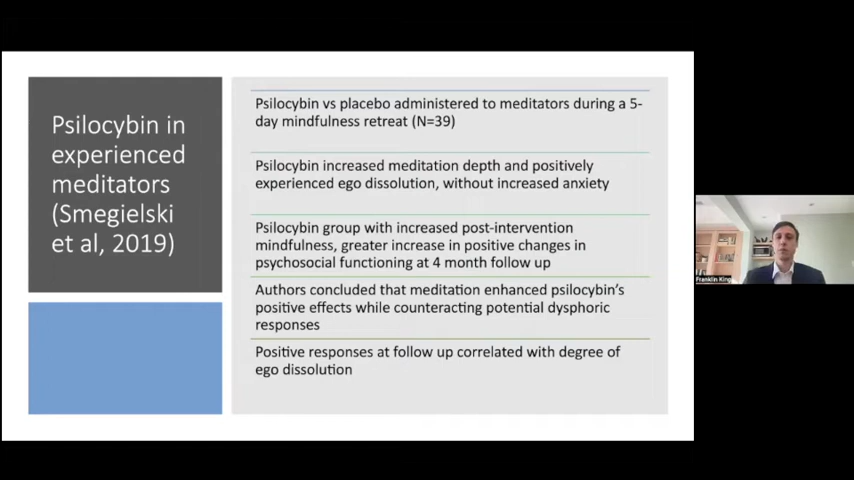 Psilocybin in
experienced
meditators
(Smegielski
et al, 2019)
Psilocybin vs placebo administered to meditators during a 5-
day mindfulness retreat (N=39)
Psilocybin increased meditation depth and positively
experienced ego dissolution, without increased anxiety
Psilocybin group with increased post-intervention
mindfulness, greater increase in positive changes in
psychosocial functioning at 4 month follow up
Authors concluded that meditation enhanced psilocybin's
positive effects while counteracting potential dysphoric
responses
Positive responses at follow up correlated with degree of
ego dissolution
Franklin King